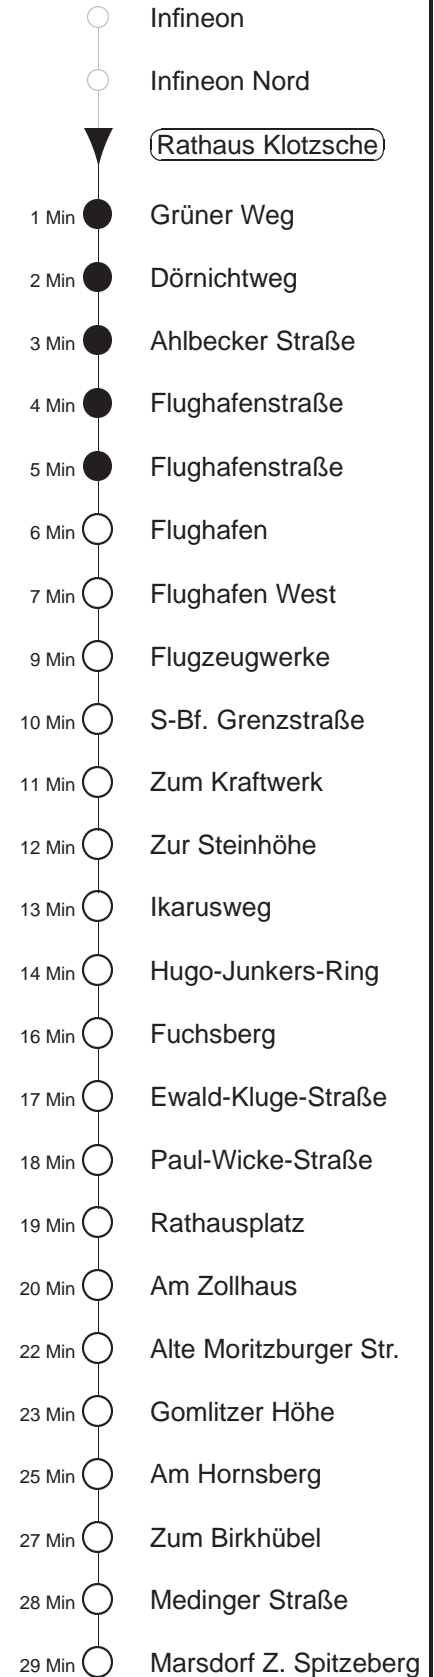 Infineon
Infineon Nord
Rathaus Klotzsche
1 Min Grüner Weg
2 Min Dörnichtweg
3 Min Ahlbecker Straße
4 Min Flughafenstraße
5 Min Flughafenstraße
6 Min Flughafen
7 Min Flughafen West
9 Min Flugzeugwerke
10 Min S-Bf. Grenzstraße
11 Min Zum Kraftwerk
12 Min Zur Steinhöhe
13 Min Ikarusweg
14 Min Hugo-Junkers-Ring
16 Min Fuchsberg
17 Min Ewald-Kluge-Straße
18 Min Paul-Wicke-Straße
19 Min Rathausplatz
20 Min Am Zollhaus
22 Min Alte Moritzburger Str.
23 Min Gomlitzer Höhe
25 Min Am Hornsberg
27 Min Zum Birkhübel
28 Min Medinger Straße
29 Min Marsdorf Z. Spitzeberg